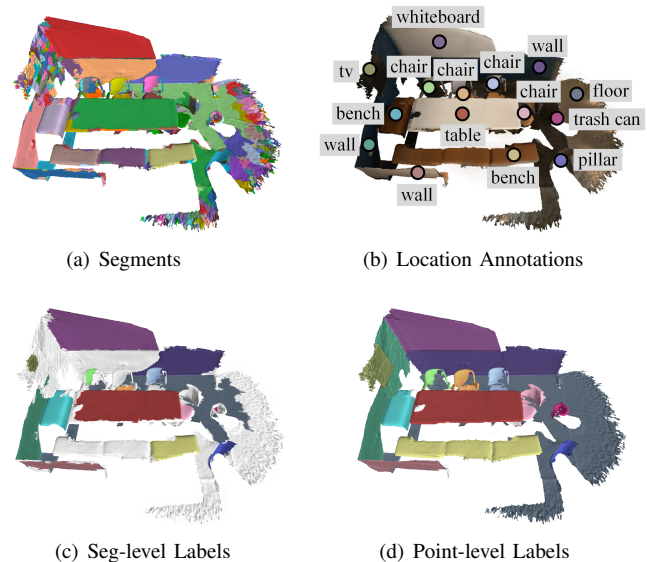 whiteboard
tv
chair
chair
chair
wall
bench
chair
floor
wall
table
trash can
wall
bench
pillar
(a) Segments
(b) Location Annotations
(c) Seg-level Labels
(d) Point-level Labels